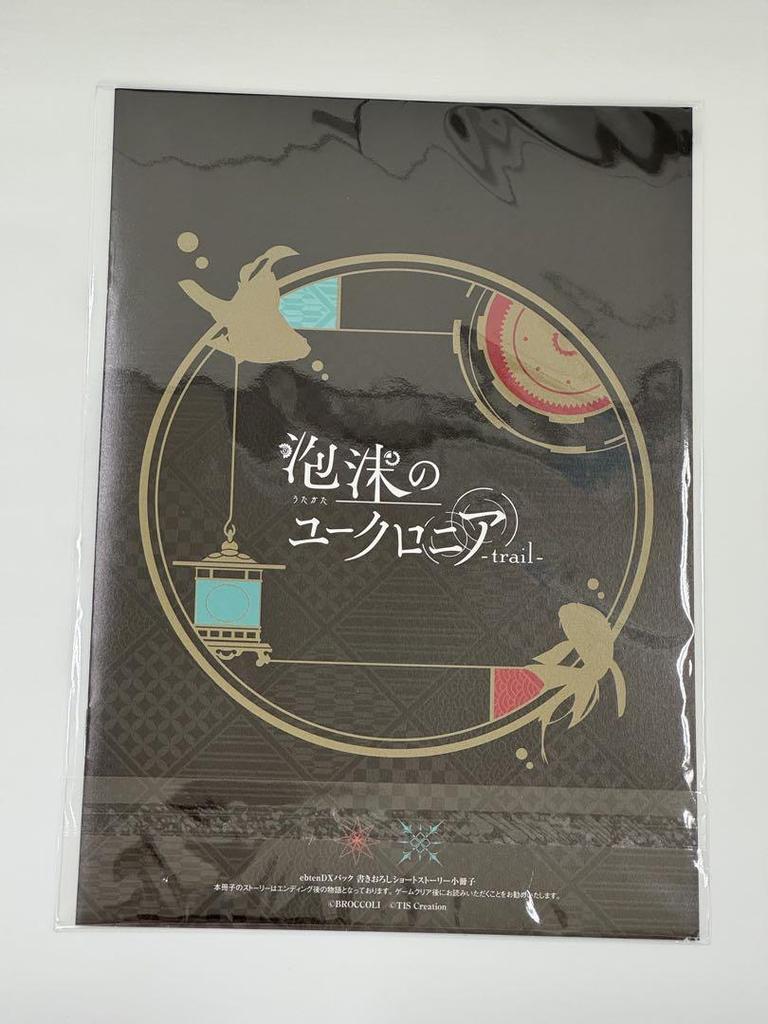 泡沫の
うたかた
ユークロニア
-trail-
ebtenDXパック 書きおろしショートストーリー小冊子
本冊子のストーリーはエンディング後の物語となっております。ゲームクリア後にお読みいただくことをお勧めいたします。
©BROCCOLI ©TIS Creation